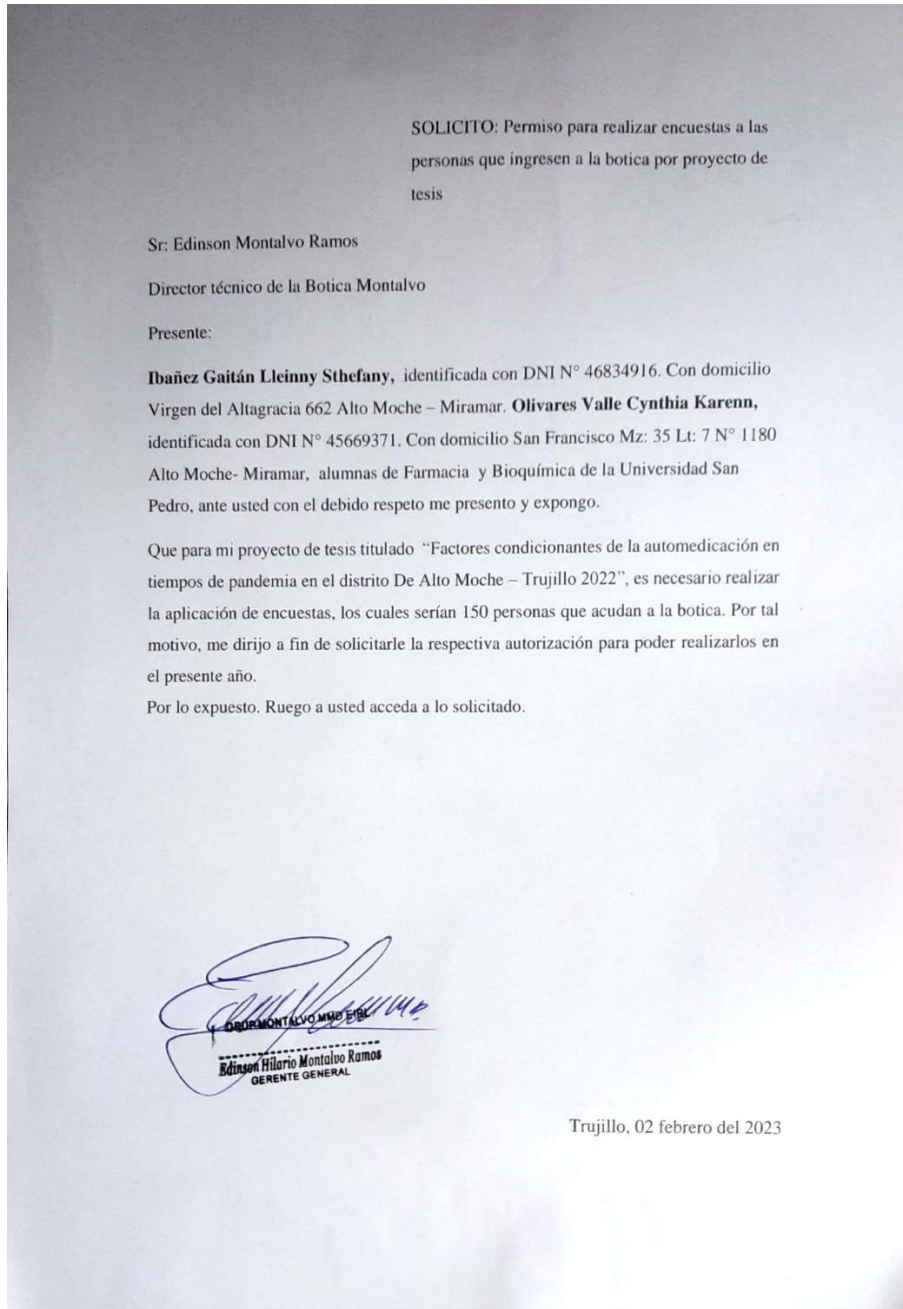 SOLICITO: Permiso para realizar encuestas a las
personas que ingresen a la botica por proyecto de
tesis
Sr: Edinson Montalvo Ramos
Director técnico de la Botica Montalvo
Presente:
Ibañez Gaitán Lleinny Sthefany, identificada con DNI N° 46834916. Con domicilio
Virgen del Altagracia 662 Alto Moche – Miramar. Olivares Valle Cynthia Karenn,
identificada con DNI N° 45669371. Con domicilio San Francisco Mz: 35 Lt: 7 N° 1180
Alto Moche- Miramar, alumnas de Farmacia y Bioquímica de la Universidad San
Pedro, ante usted con el debido respeto me presento y expongo.
Que para mi proyecto de tesis titulado “Factores condicionantes de la automedicación en
tiempos de pandemia en el distrito De Alto Moche – Trujillo 2022”, es necesario realizar
la aplicación de encuestas, los cuales serían 150 personas que acudan a la botica. Por tal
motivo, me dirijo a fin de solicitarle la respectiva autorización para poder realizarlos en
el presente año.
Por lo expuesto. Ruego a usted acceda a lo solicitado.
MONTALVO
Edinson Hilario Montalvo Ramos
GERENTE GENERAL
Trujillo, 02 febrero del 2023